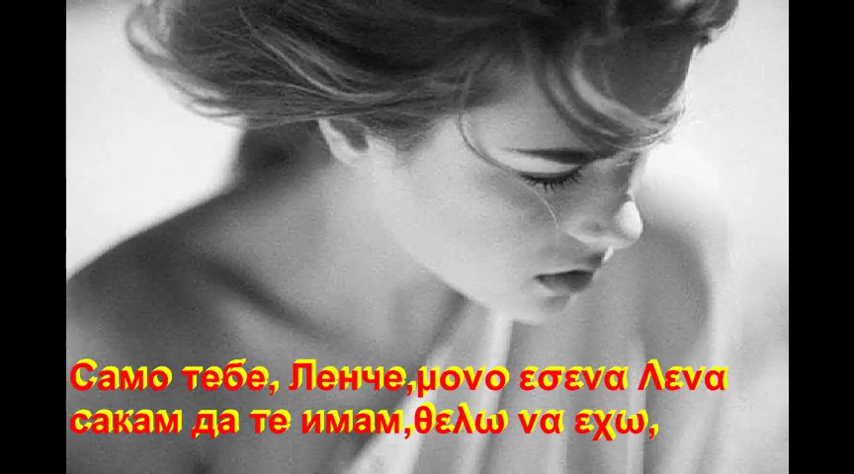 Само тебе, Ленче,μονο εσενα Λενα
сакам да те имам,θελω να εχω,